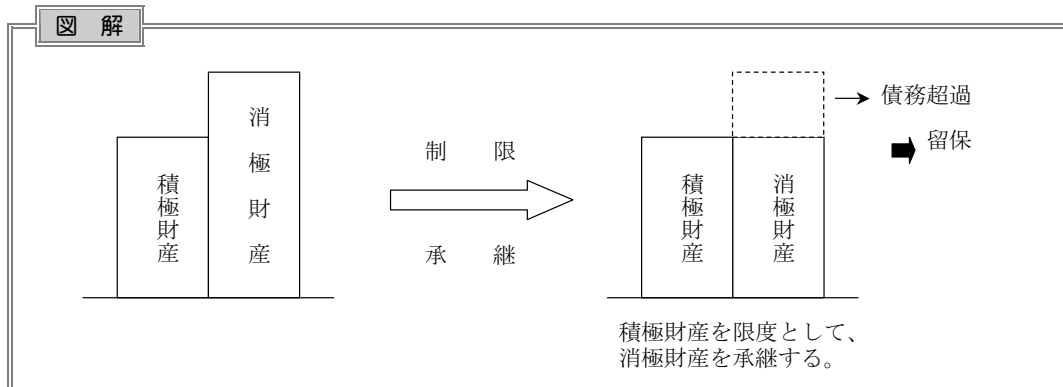 図 解
積極財産
消極財産
制 限
承 継
積極財産
消極財産
債務超過
留保
積極財産を限度として、
消極財産を承継する。